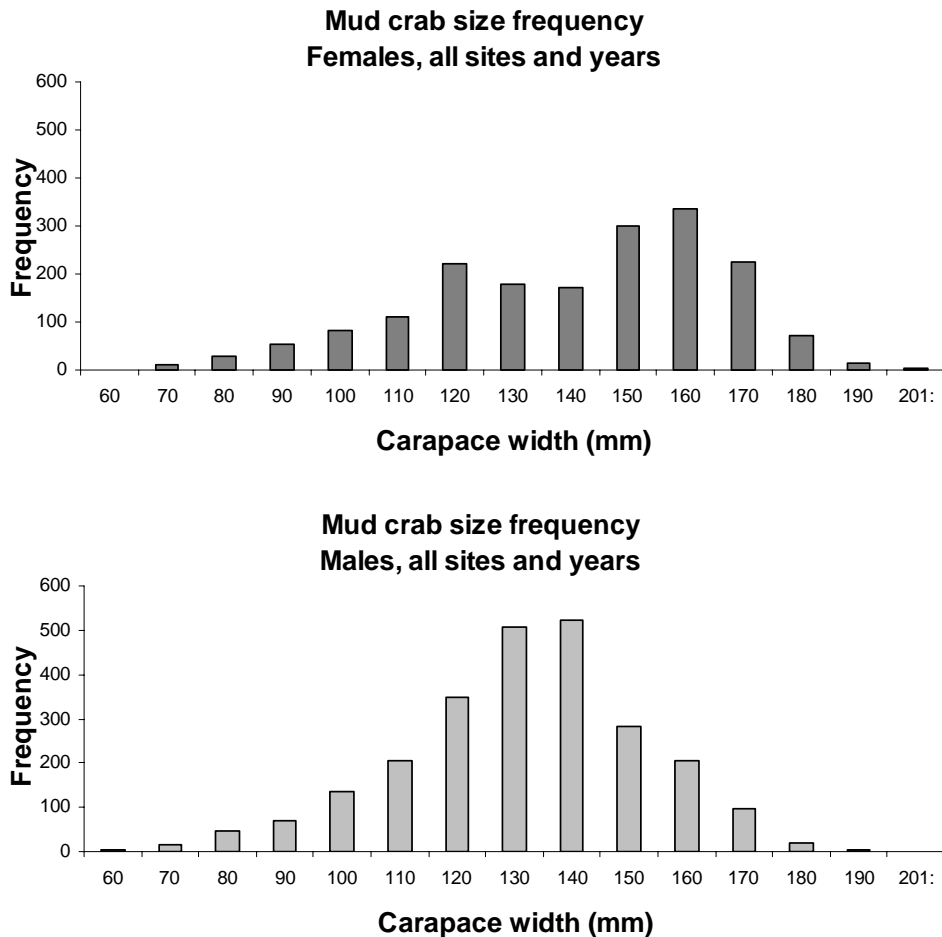 Mud crab size frequency
Females, all sites and years
600
500
400
300
200
100
0
Frequency
60 70 80 90 100 110 120 130 140 150 160 170 180 190 201:
Carapace width (mm)
Mud crab size frequency
Males, all sites and years
600
500
400
300
200
100
0
Frequency
60 70 80 90 100 110 120 130 140 150 160 170 180 190 201:
Carapace width (mm)